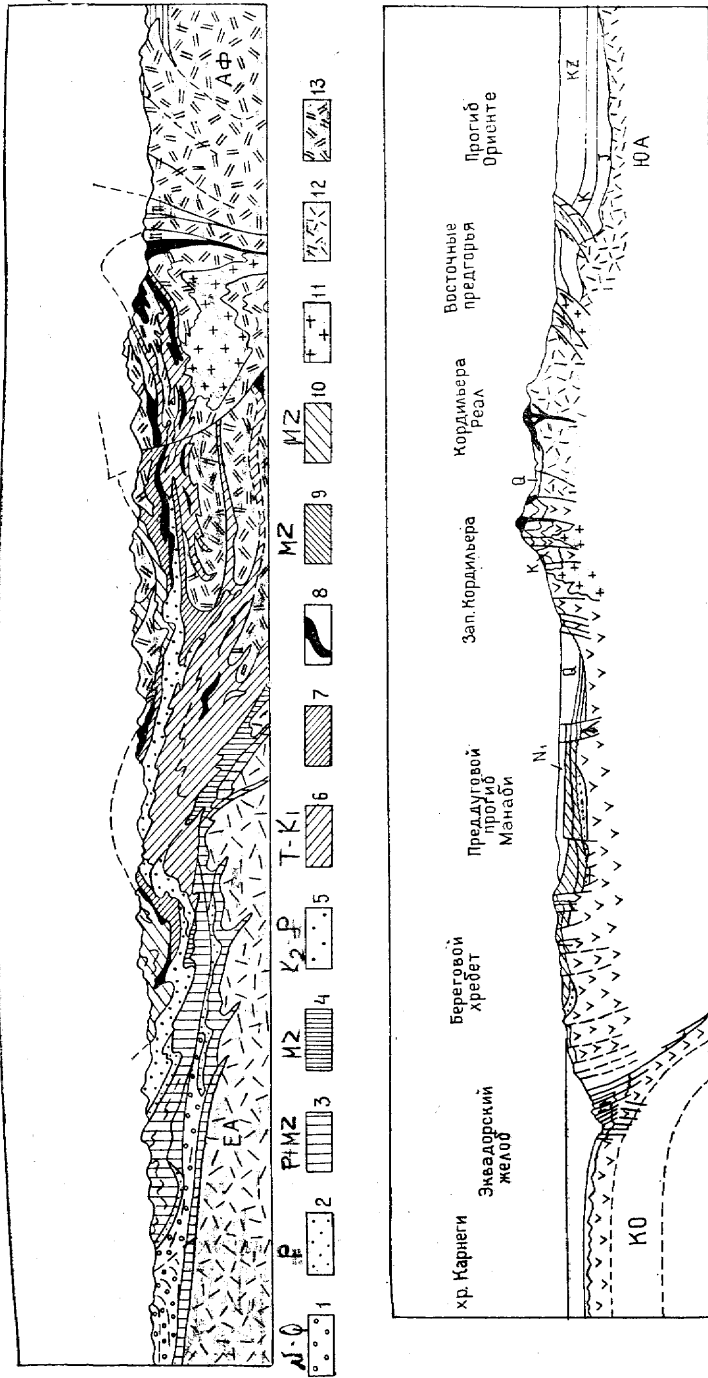 ЕА
АФ
N-Q
P
P+MZ
MZ
K₂-P
T-K₁
MZ
MZ
1
2
3
4
5
6
7
8
9
10
11
12
13
хр. Карнеги
Эквадорский
желоб
Береговой
хребет
Преддуговой
прогиб
Манаби
Зап. Кордильера
Кордильера
Реал
Восточные
предгорья
Прогиб
Ориенте
КО
N₁
Q
K
Q
K
J
KZ
ЮА